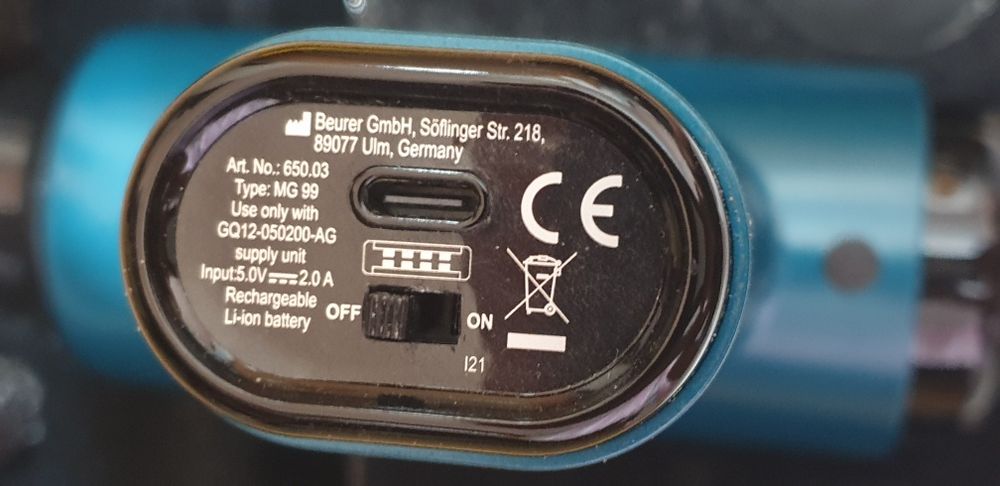 Beurer GmbH, Söflinger Str. 218,
89077 Ulm, Germany
Art. No.: 650.03
Type: MG 99
Use only with
GQ12-050200-AG
supply unit
Input:5.0V⎓2.0 A
Rechargeable
Li-ion battery
OFF
ON
CE
I21